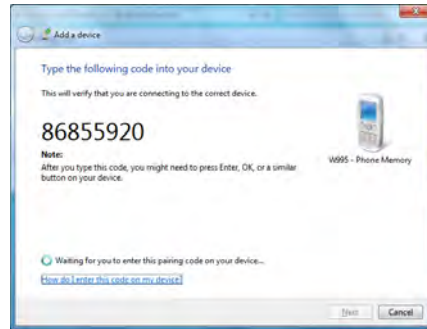 Add a device
Type the following code into your device
This will verify that you are connecting to the correct device.
86855920
Note:
After you type this code, you might need to press Enter, OK, or a similar
button on your device.
W995 - Phone Memory
Waiting for you to enter this pairing code on your device...
How do I enter this code on my device?
Next
Cancel